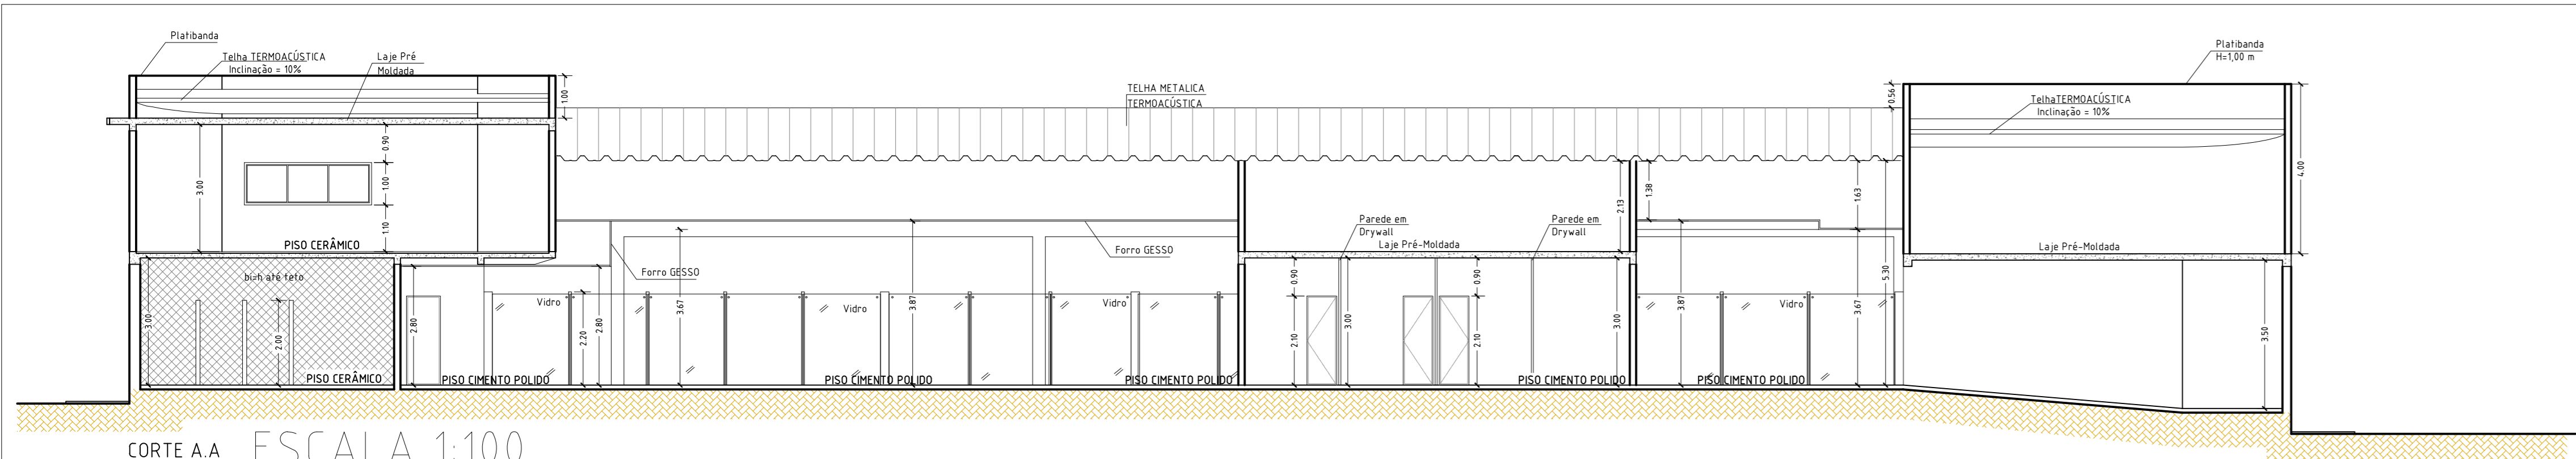 Platibanda
Telha TERMOACÚSTICA
Inclinação = 10%
Laje Pré
Moldada
1.00
TELHA METALICA
TERMOACÚSTICA
0.56
Platibanda
H=1,00 m
TelhaTERMOACÚSTICA
Inclinação = 10%
4.00
3.00
0.90
1.00
1.10
PISO CERÂMICO
2.13
1.38
1.63
5.30
Parede em
Drywall
Parede em
Drywall
Laje Pré-Moldada
Laje Pré-Moldada
Forro GESSO
Forro GESSO
bi=h até teto
3.00
2.00
PISO CERÂMICO
2.80
Vidro
2.20
2.80
3.67
Vidro
3.87
Vidro
0.90
2.10
3.00
0.90
2.10
3.00
3.87
Vidro
3.67
3.50
PISO CIMENTO POLIDO
PISO CIMENTO POLIDO
PISO CIMENTO POLIDO
PISO CIMENTO POLIDO
PISO CIMENTO POLIDO
CORTE A.A ESCALA 1:100